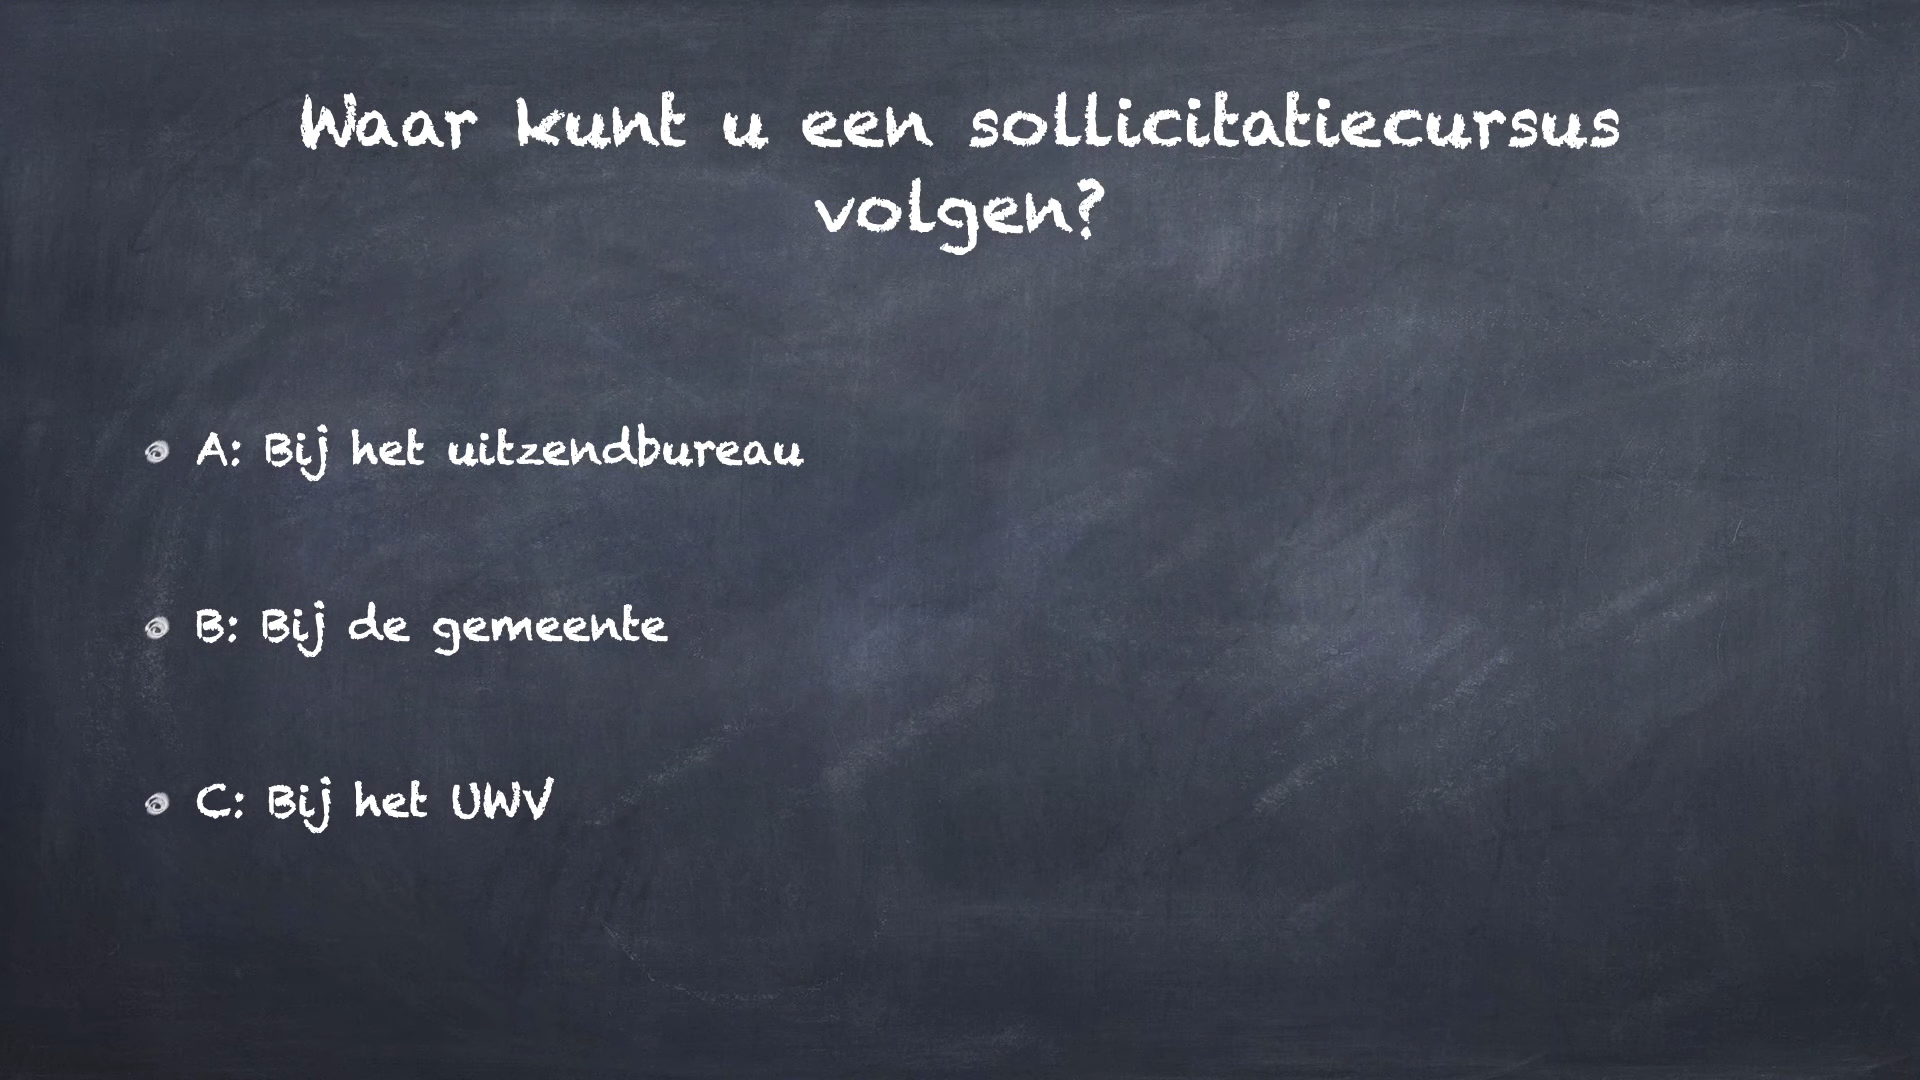 Waar kunt u een sollicitatiecursus
volgen?
A: Bij het uitzendbureau
B: Bij de gemeente
C: Bij het UWV